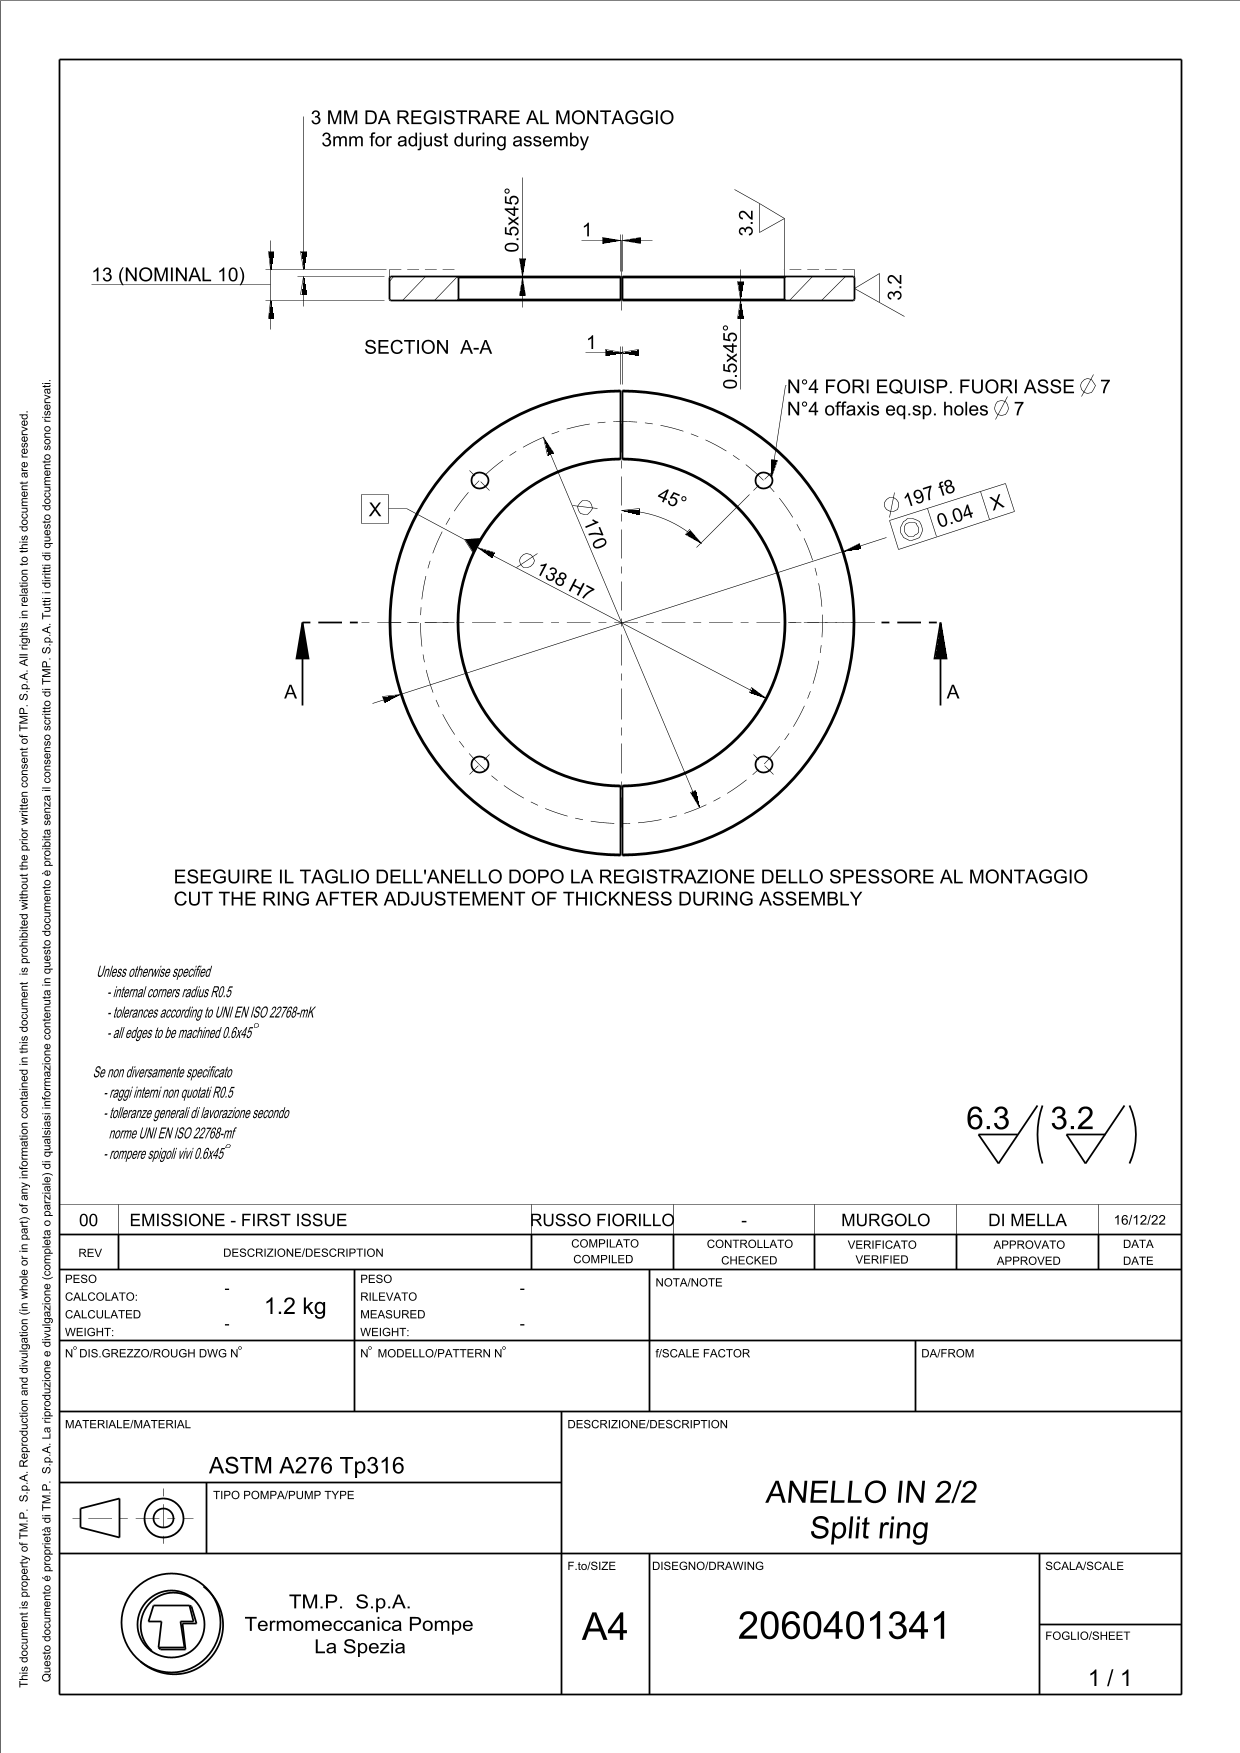 3 MM DA REGISTRARE AL MONTAGGIO
3mm for adjust during assemby
0.5x45°
1
3.2
13 (NOMINAL 10)
3.2
SECTION  A-A
1
0.5x45°
N°4 FORI EQUISP. FUORI ASSE ∅ 7
N°4 offaxis eq.sp. holes ∅ 7
X
45°
∅ 170
∅ 197 f8
0.04 X
∅ 138 H7
A
A
ESEGUIRE IL TAGLIO DELL'ANELLO DOPO LA REGISTRAZIONE DELLO SPESSORE AL MONTAGGIO
CUT THE RING AFTER ADJUSTEMENT OF THICKNESS DURING ASSEMBLY
Unless otherwise specified
- internal corners radius R0.5
- tolerances according to UNI EN ISO 22768-mK
- all edges to be machined 0.6x45°
Se non diversamente specificato
- raggi interni non quotati R0.5
- tolleranze generali di lavorazione secondo
norme UNI EN ISO 22768-mf
- rompere spigoli vivi 0.6x45°
6.3 ( 3.2 )
00 EMISSIONE - FIRST ISSUE RUSSO FIORILLO - MURGOLO DI MELLA 16/12/22
REV DESCRIZIONE/DESCRIPTION COMPILATO COMPILED CONTROLLATO CHECKED VERIFICATO VERIFIED APPROVATO APPROVED DATA DATE
PESO
CALCOLATO: -
CALCULATED
WEIGHT: -
1.2 kg
PESO
RILEVATO -
MEASURED
WEIGHT: -
NOTA/NOTE
N° DIS.GREZZO/ROUGH DWG N°
N° MODELLO/PATTERN N°
f/SCALE FACTOR
DA/FROM
MATERIALE/MATERIAL
ASTM A276 Tp316
DESCRIZIONE/DESCRIPTION
ANELLO IN 2/2
Split ring
TIPO POMPA/PUMP TYPE
TM.P.  S.p.A.
Termomeccanica Pompe
La Spezia
F.to/SIZE
A4
DISEGNO/DRAWING
2060401341
SCALA/SCALE
FOGLIO/SHEET
1 / 1
This document is property of TM.P.  S.p.A. Reproduction and divulgation (in whole or in part) of any information contained in this document  is prohibited without the prior written consent of TMP. S.p.A. All rights in relation to this document are reserved.
Questo documento é proprietà di TM.P.  S.p.A. La riproduzione e divulgazione (completa o parziale) di qualsiasi informazione contenuta in questo documento è proibita senza il consenso scritto di TMP. S.p.A. Tutti i diritti di questo documento sono riservati.